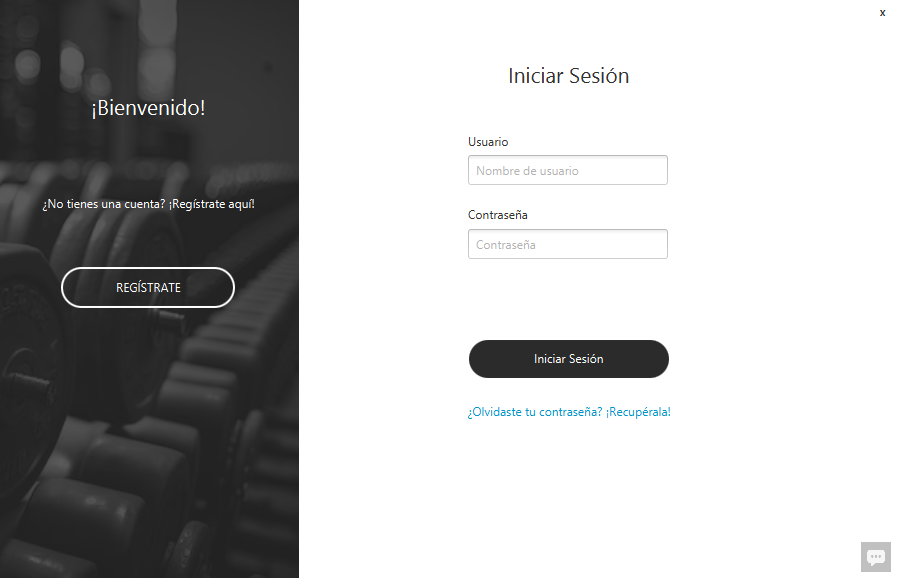 x
¡Bienvenido!
¿No tienes una cuenta? ¡Regístrate aquí!
REGÍSTRATE
Iniciar Sesión
Usuario
Nombre de usuario
Contraseña
Contraseña
Iniciar Sesión
¿Olvidaste tu contraseña? ¡Recupérala!